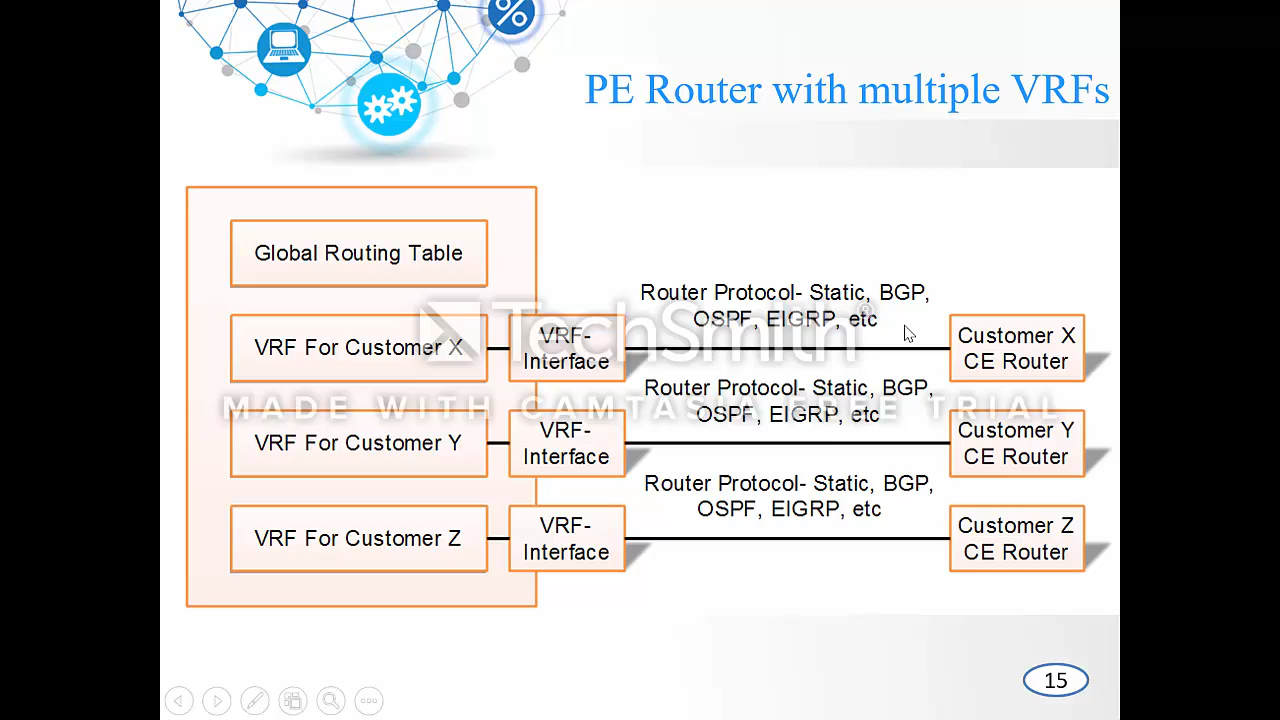 %
PE Router with multiple VRFs
Global Routing Table
VRF For Customer X
VRF-
Interface
Router Protocol- Static, BGP,
OSPF, EIGRP, etc
Customer X
CE Router
TechSmith®
MADE WITH CAMTASIA FREE TRIAL
VRF For Customer Y
VRF-
Interface
Router Protocol- Static, BGP,
OSPF, EIGRP, etc
Customer Y
CE Router
VRF For Customer Z
VRF-
Interface
Router Protocol- Static, BGP,
OSPF, EIGRP, etc
Customer Z
CE Router
15